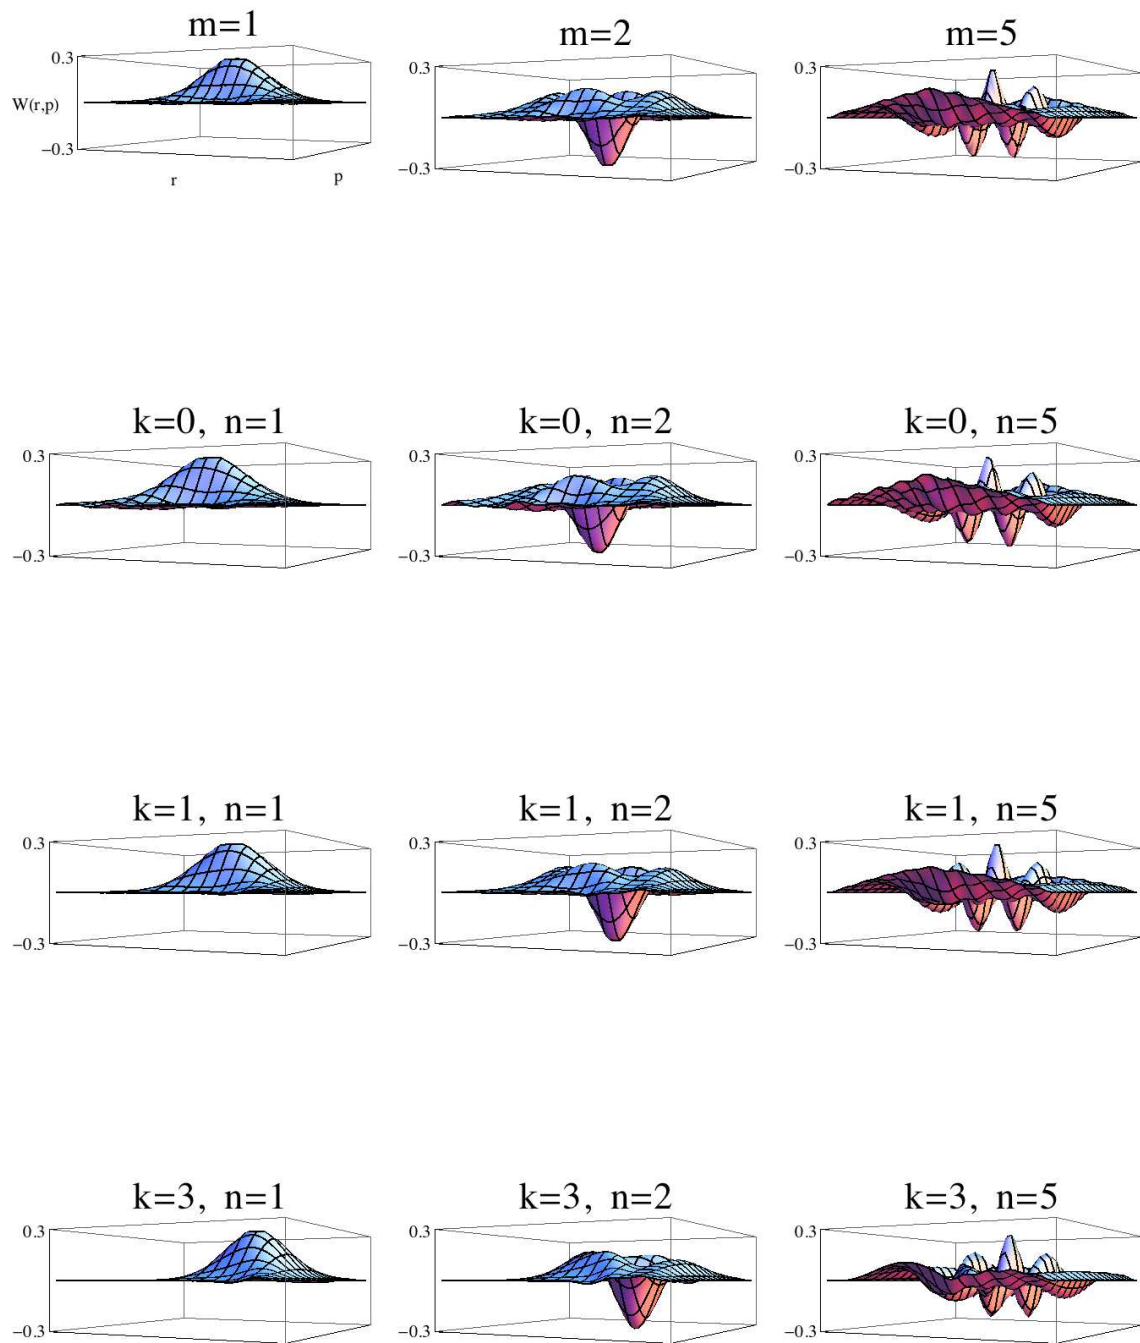 m=1 m=2 m=5
0.3 0.3 0.3
W(r,p)
−0.3 −0.3 −0.3
r p
k=0, n=1 k=0, n=2 k=0, n=5
0.3 0.3 0.3
−0.3 −0.3 −0.3
k=1, n=1 k=1, n=2 k=1, n=5
0.3 0.3 0.3
−0.3 −0.3 −0.3
k=3, n=1 k=3, n=2 k=3, n=5
0.3 0.3 0.3
−0.3 −0.3 −0.3